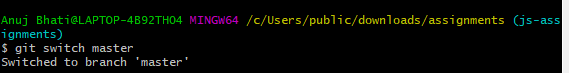 Anuj Bhati@LAPTOP-4B92TH04 MINGW64 /c/Users/public/downloads/assignments (js-ass
ignments)
$ git switch master
Switched to branch 'master'